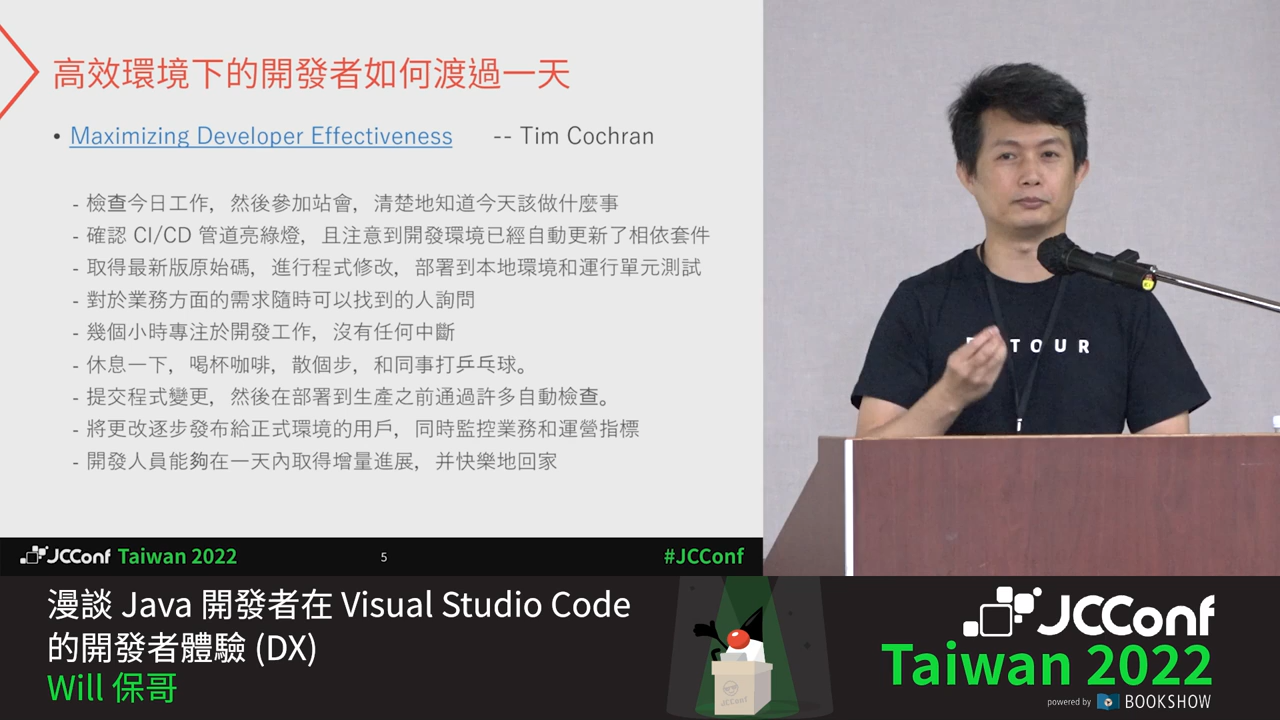 高效環境下的開發者如何渡過一天
• Maximizing Developer Effectiveness -- Tim Cochran
- 檢查今日工作，然後參加站會，清楚地知道今天該做什麼事
- 確認 CI/CD 管道亮綠燈，且注意到開發環境已經自動更新了相依套件
- 取得最新版原始碼，進行程式修改，部署到本地環境和運行單元測試
- 對於業務方面的需求隨時可以找到的人詢問
- 幾個小時專注於開發工作，沒有任何中斷
- 休息一下，喝杯咖啡，散個步，和同事打乒乓球。
- 提交程式變更，然後在部署到生產之前通過許多自動檢查。
- 將更改逐步發布給正式環境的用戶，同時監控業務和運營指標
- 開發人員能夠在一天內取得增量進展，并快樂地回家
JCConf Taiwan 2022
5
#JCConf
TOUR
漫談 Java 開發者在 Visual Studio Code
的開發者體驗 (DX)
Will 保哥
JCConf
JCConf
Taiwan 2022
powered by BOOKSHOW